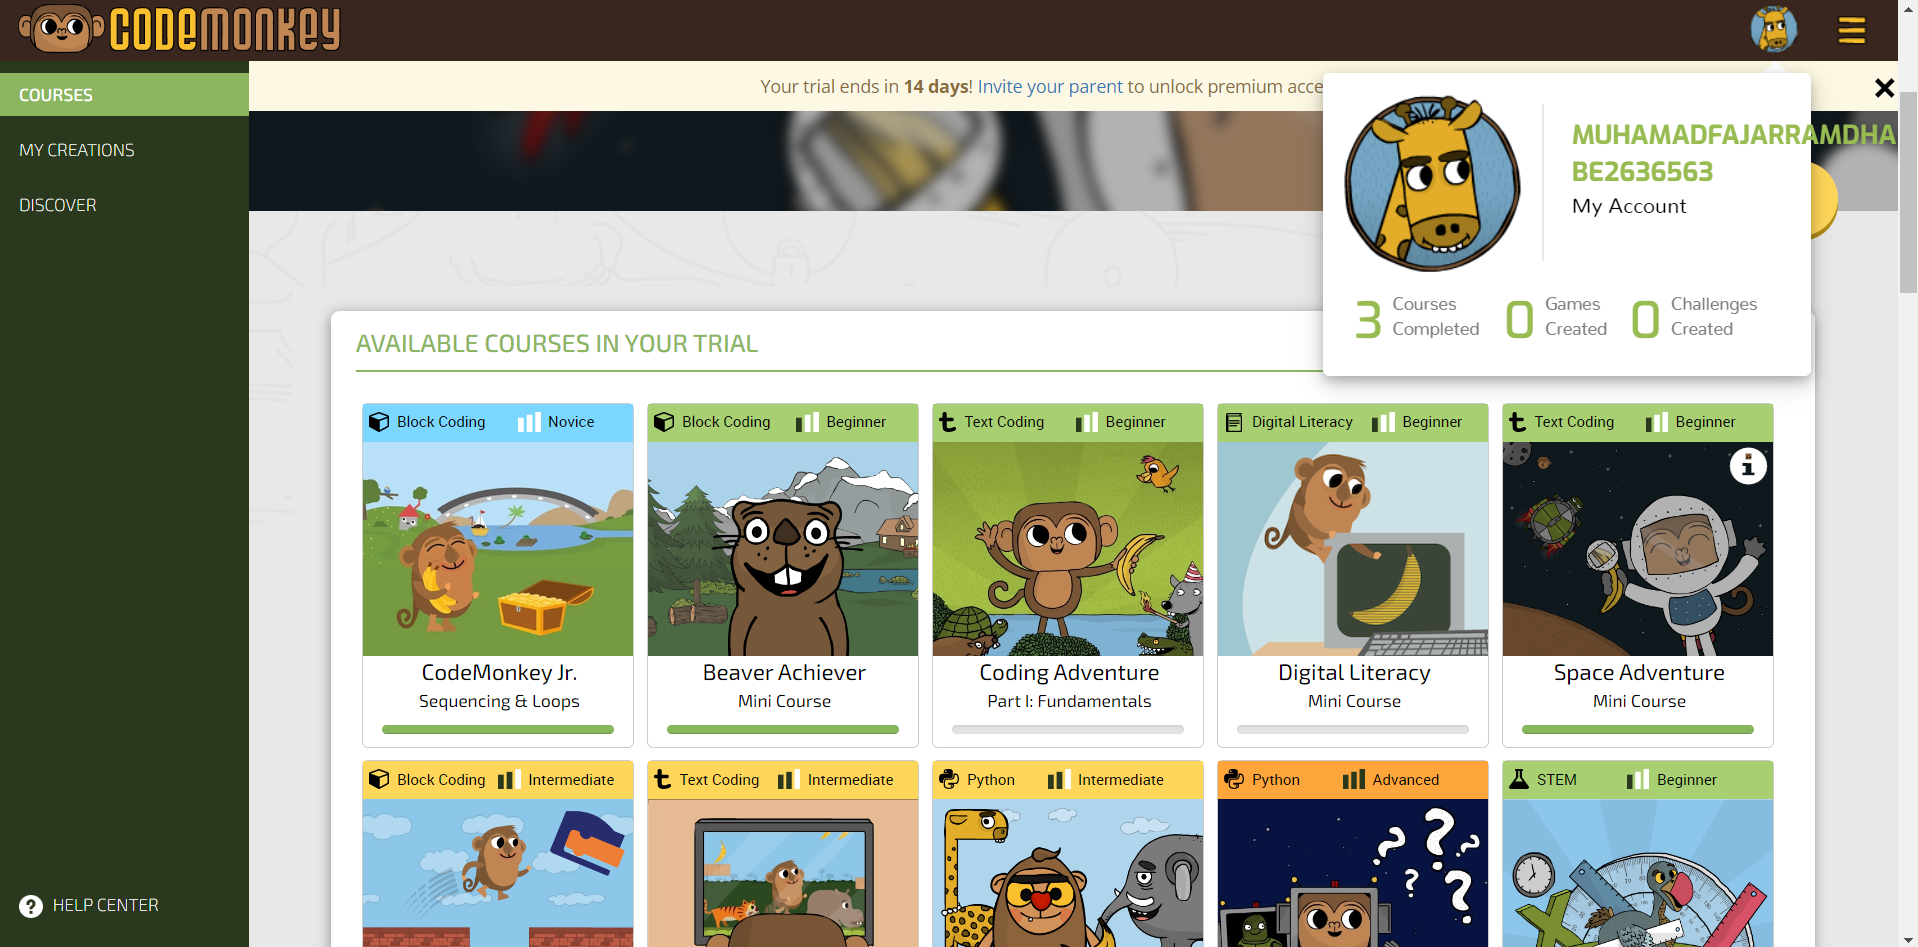 CODEMONKEY
COURSES
MY CREATIONS
DISCOVER
HELP CENTER
Your trial ends in 14 days! Invite your parent to unlock premium acce
MUHAMADFAJARRAMDHA
BE2636563
My Account
3 Courses Completed
0 Games Created
0 Challenges Created
AVAILABLE COURSES IN YOUR TRIAL
Block Coding Novice
CodeMonkey Jr.
Sequencing & Loops
Block Coding Beginner
Beaver Achiever
Mini Course
Text Coding Beginner
Coding Adventure
Part I: Fundamentals
Digital Literacy Beginner
Digital Literacy
Mini Course
Text Coding Beginner
Space Adventure
Mini Course
Block Coding Intermediate
Text Coding Intermediate
Python Intermediate
Python Advanced
STEM Beginner